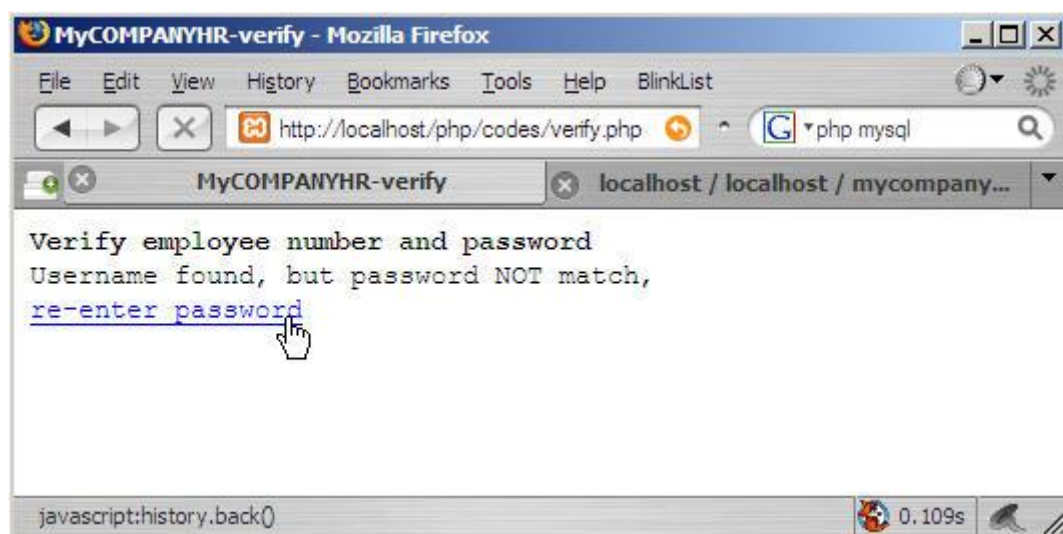 MyCOMPANYHR-verify - Mozilla Firefox
File Edit View History Bookmarks Tools Help BlinkList
http://localhost/php/codes/verify.php G php mysql
MyCOMPANYHR-verify localhost / localhost / mycompany...
Verify employee number and password
Username found, but password NOT match,
re-enter password
javascript:history.back() 0.109s